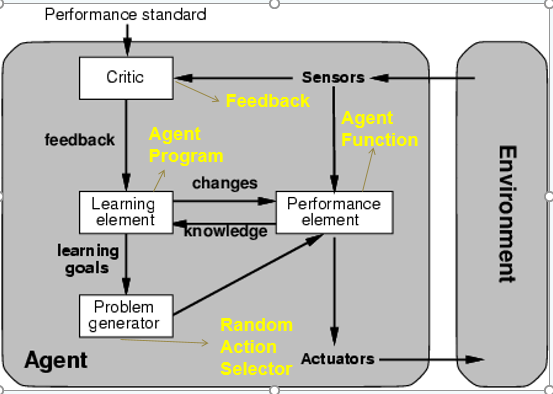 Performance standard
Critic
Sensors
Feedback
feedback
Agent
Program
Agent
Function
changes
Learning
element
Performance
element
knowledge
learning
goals
Problem
generator
Random
Action
Selector
Agent
Actuators
Environment